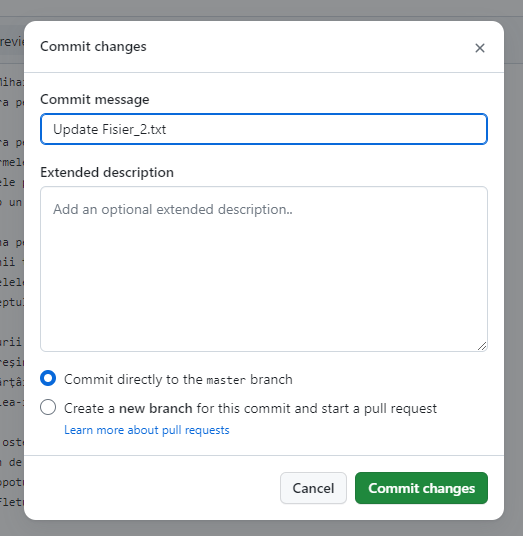 Commit changes
Commit message
Update Fisier_2.txt
Extended description
Add an optional extended description..
Commit directly to the master branch
Create a new branch for this commit and start a pull request
Learn more about pull requests
Cancel
Commit changes